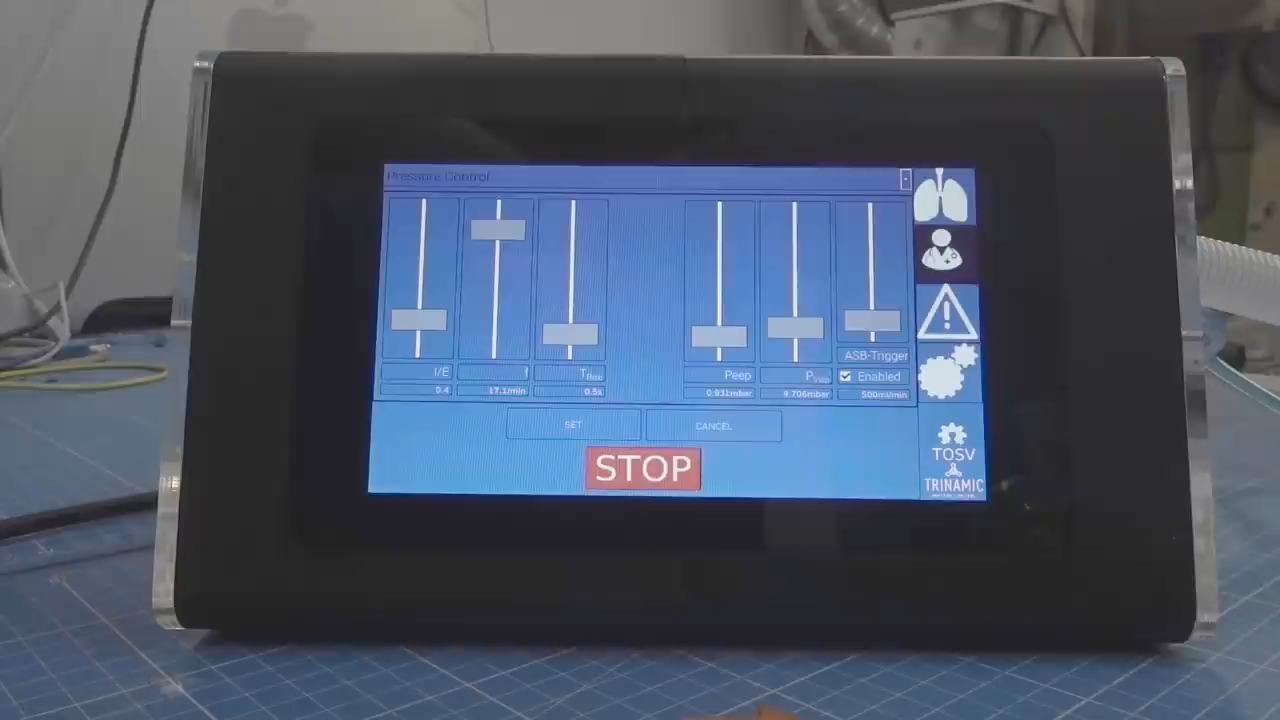 Pressure Control
I/E
f
T
0.4
17.1/min
0.5s
Peep
P
ASB-Trigger
Enabled
0.931mbar
9.706mbar
500ml/min
SET
CANCEL
STOP
TOSV
TRINAMIC